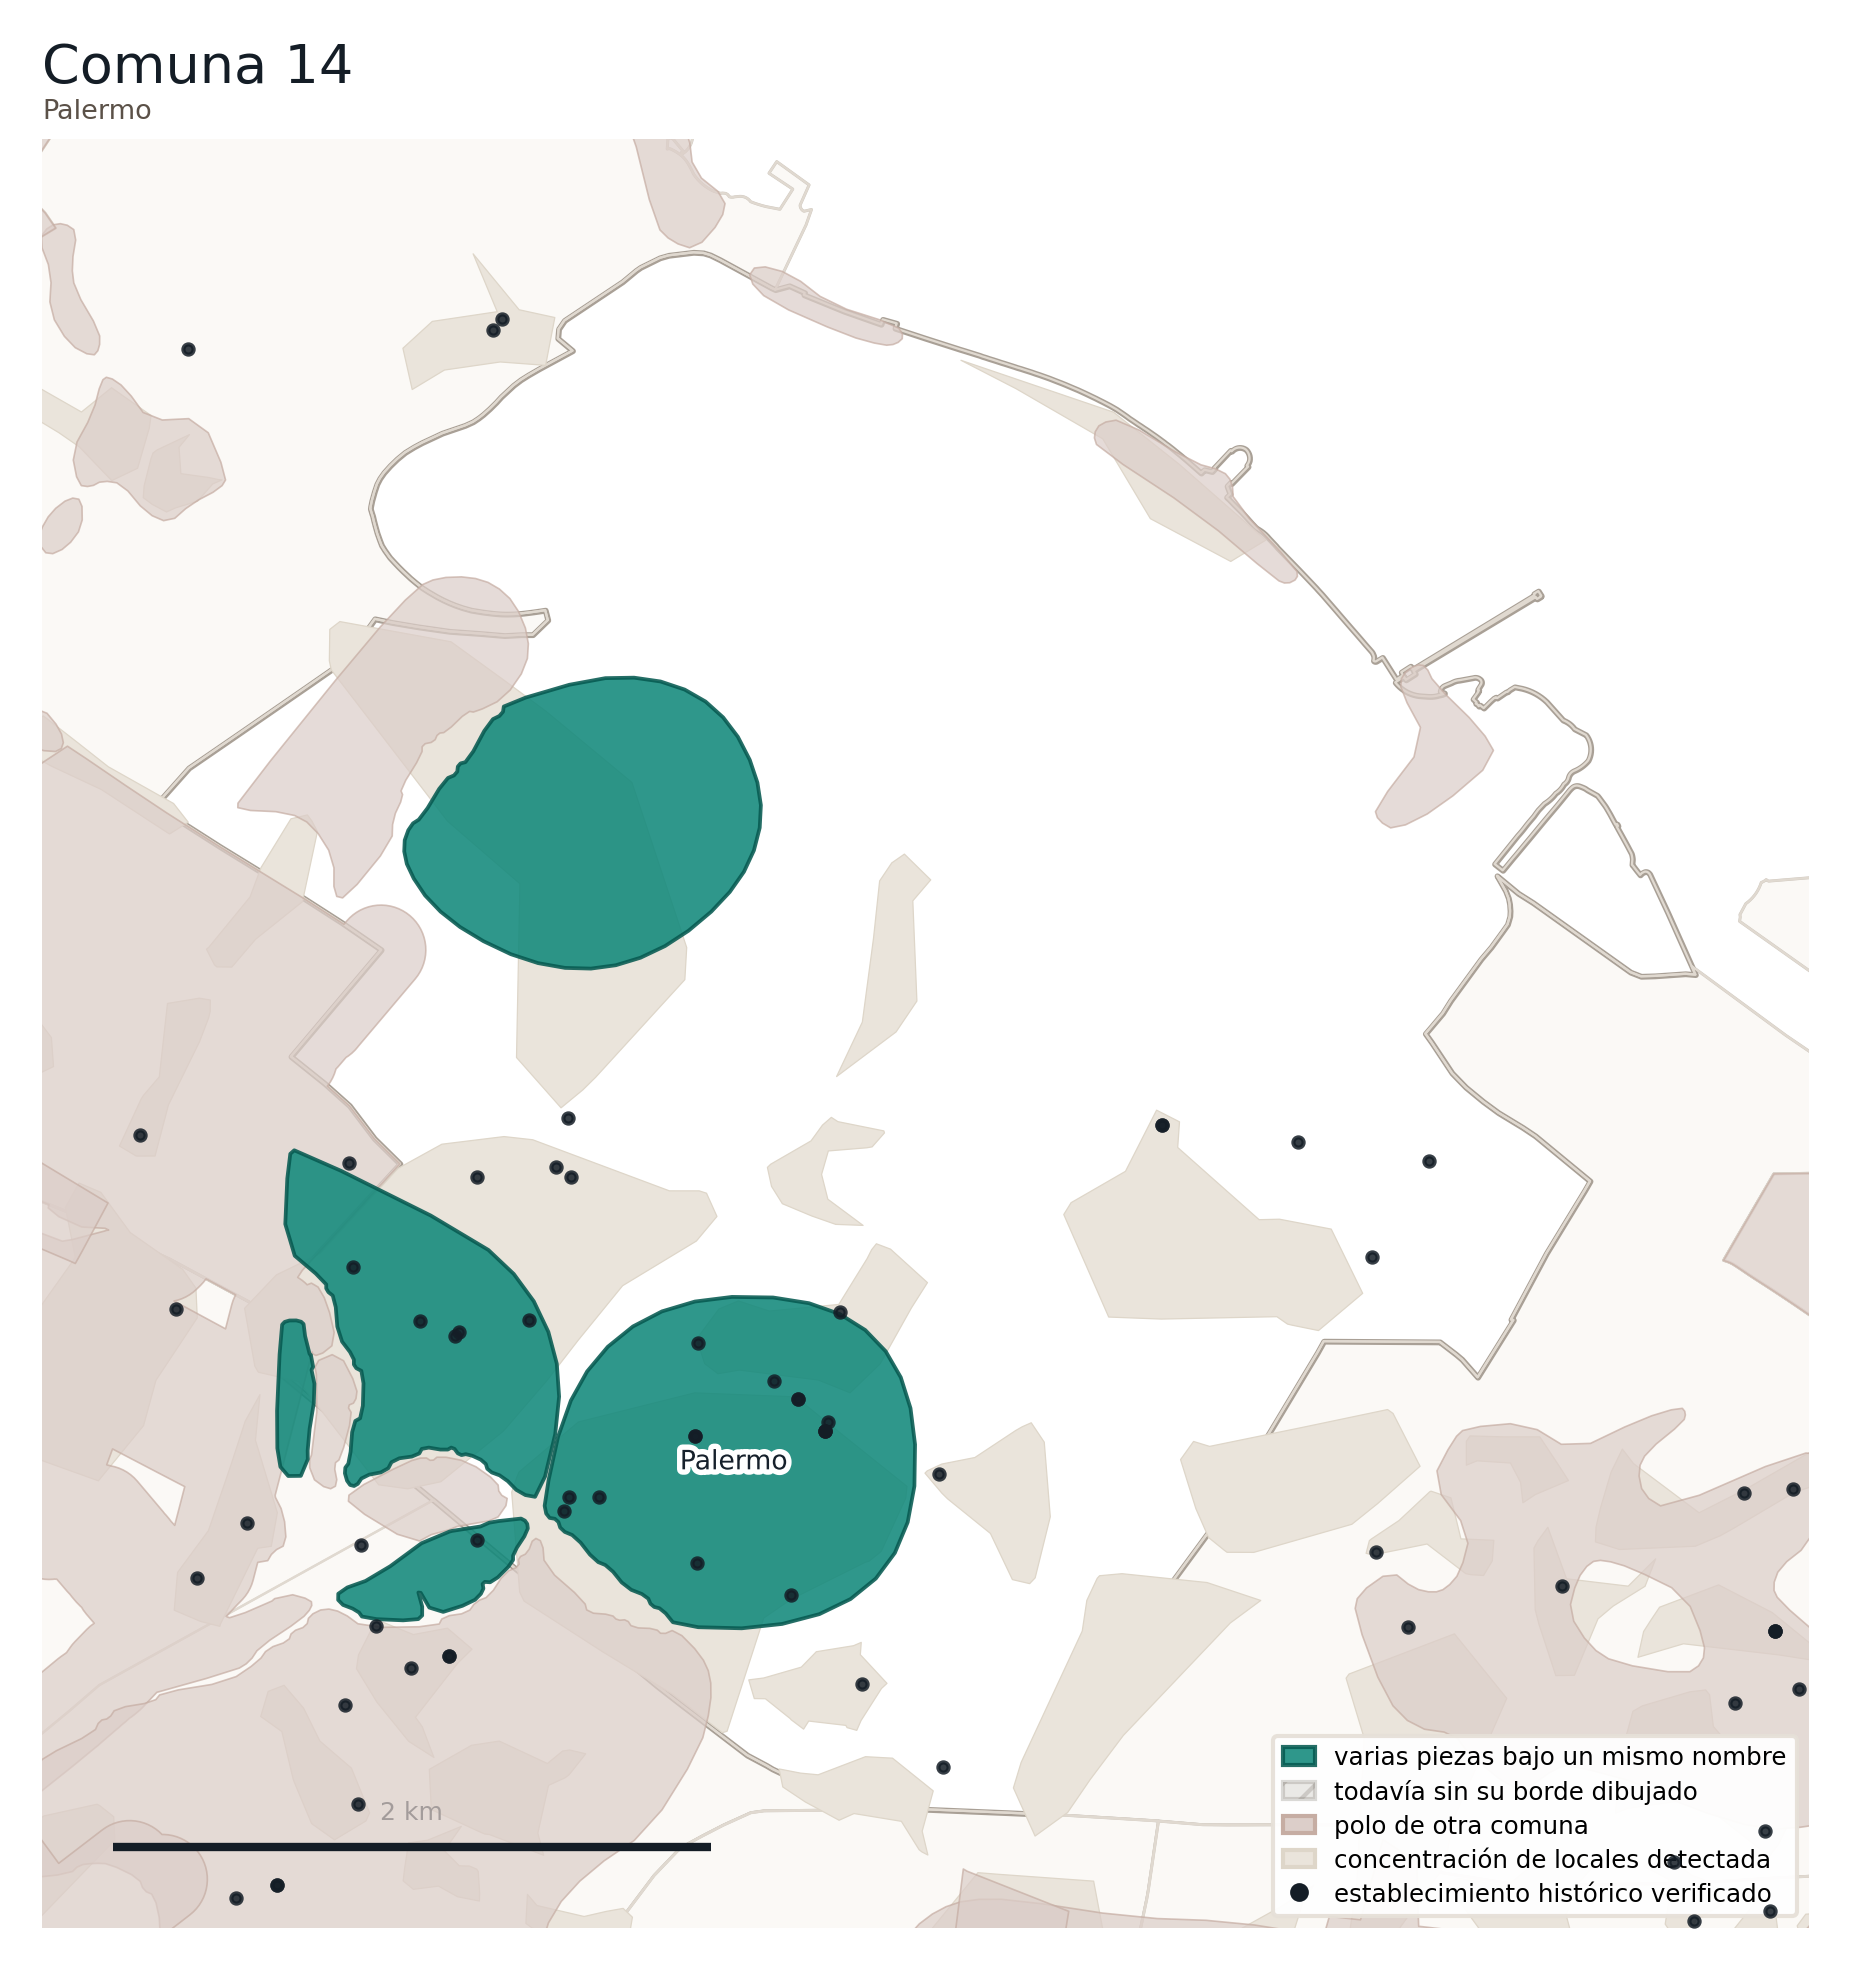 Comuna 14
Palermo
Palermo
2 km
varias piezas bajo un mismo nombre
todavía sin su borde dibujado
polo de otra comuna
concentración de locales detectada
establecimiento histórico verificado